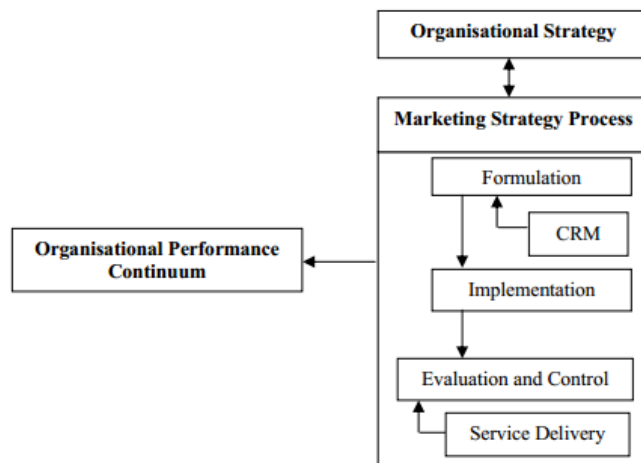 Organisational Strategy
Marketing Strategy Process
Formulation
CRM
Organisational Performance
Continuum
Implementation
Evaluation and Control
Service Delivery